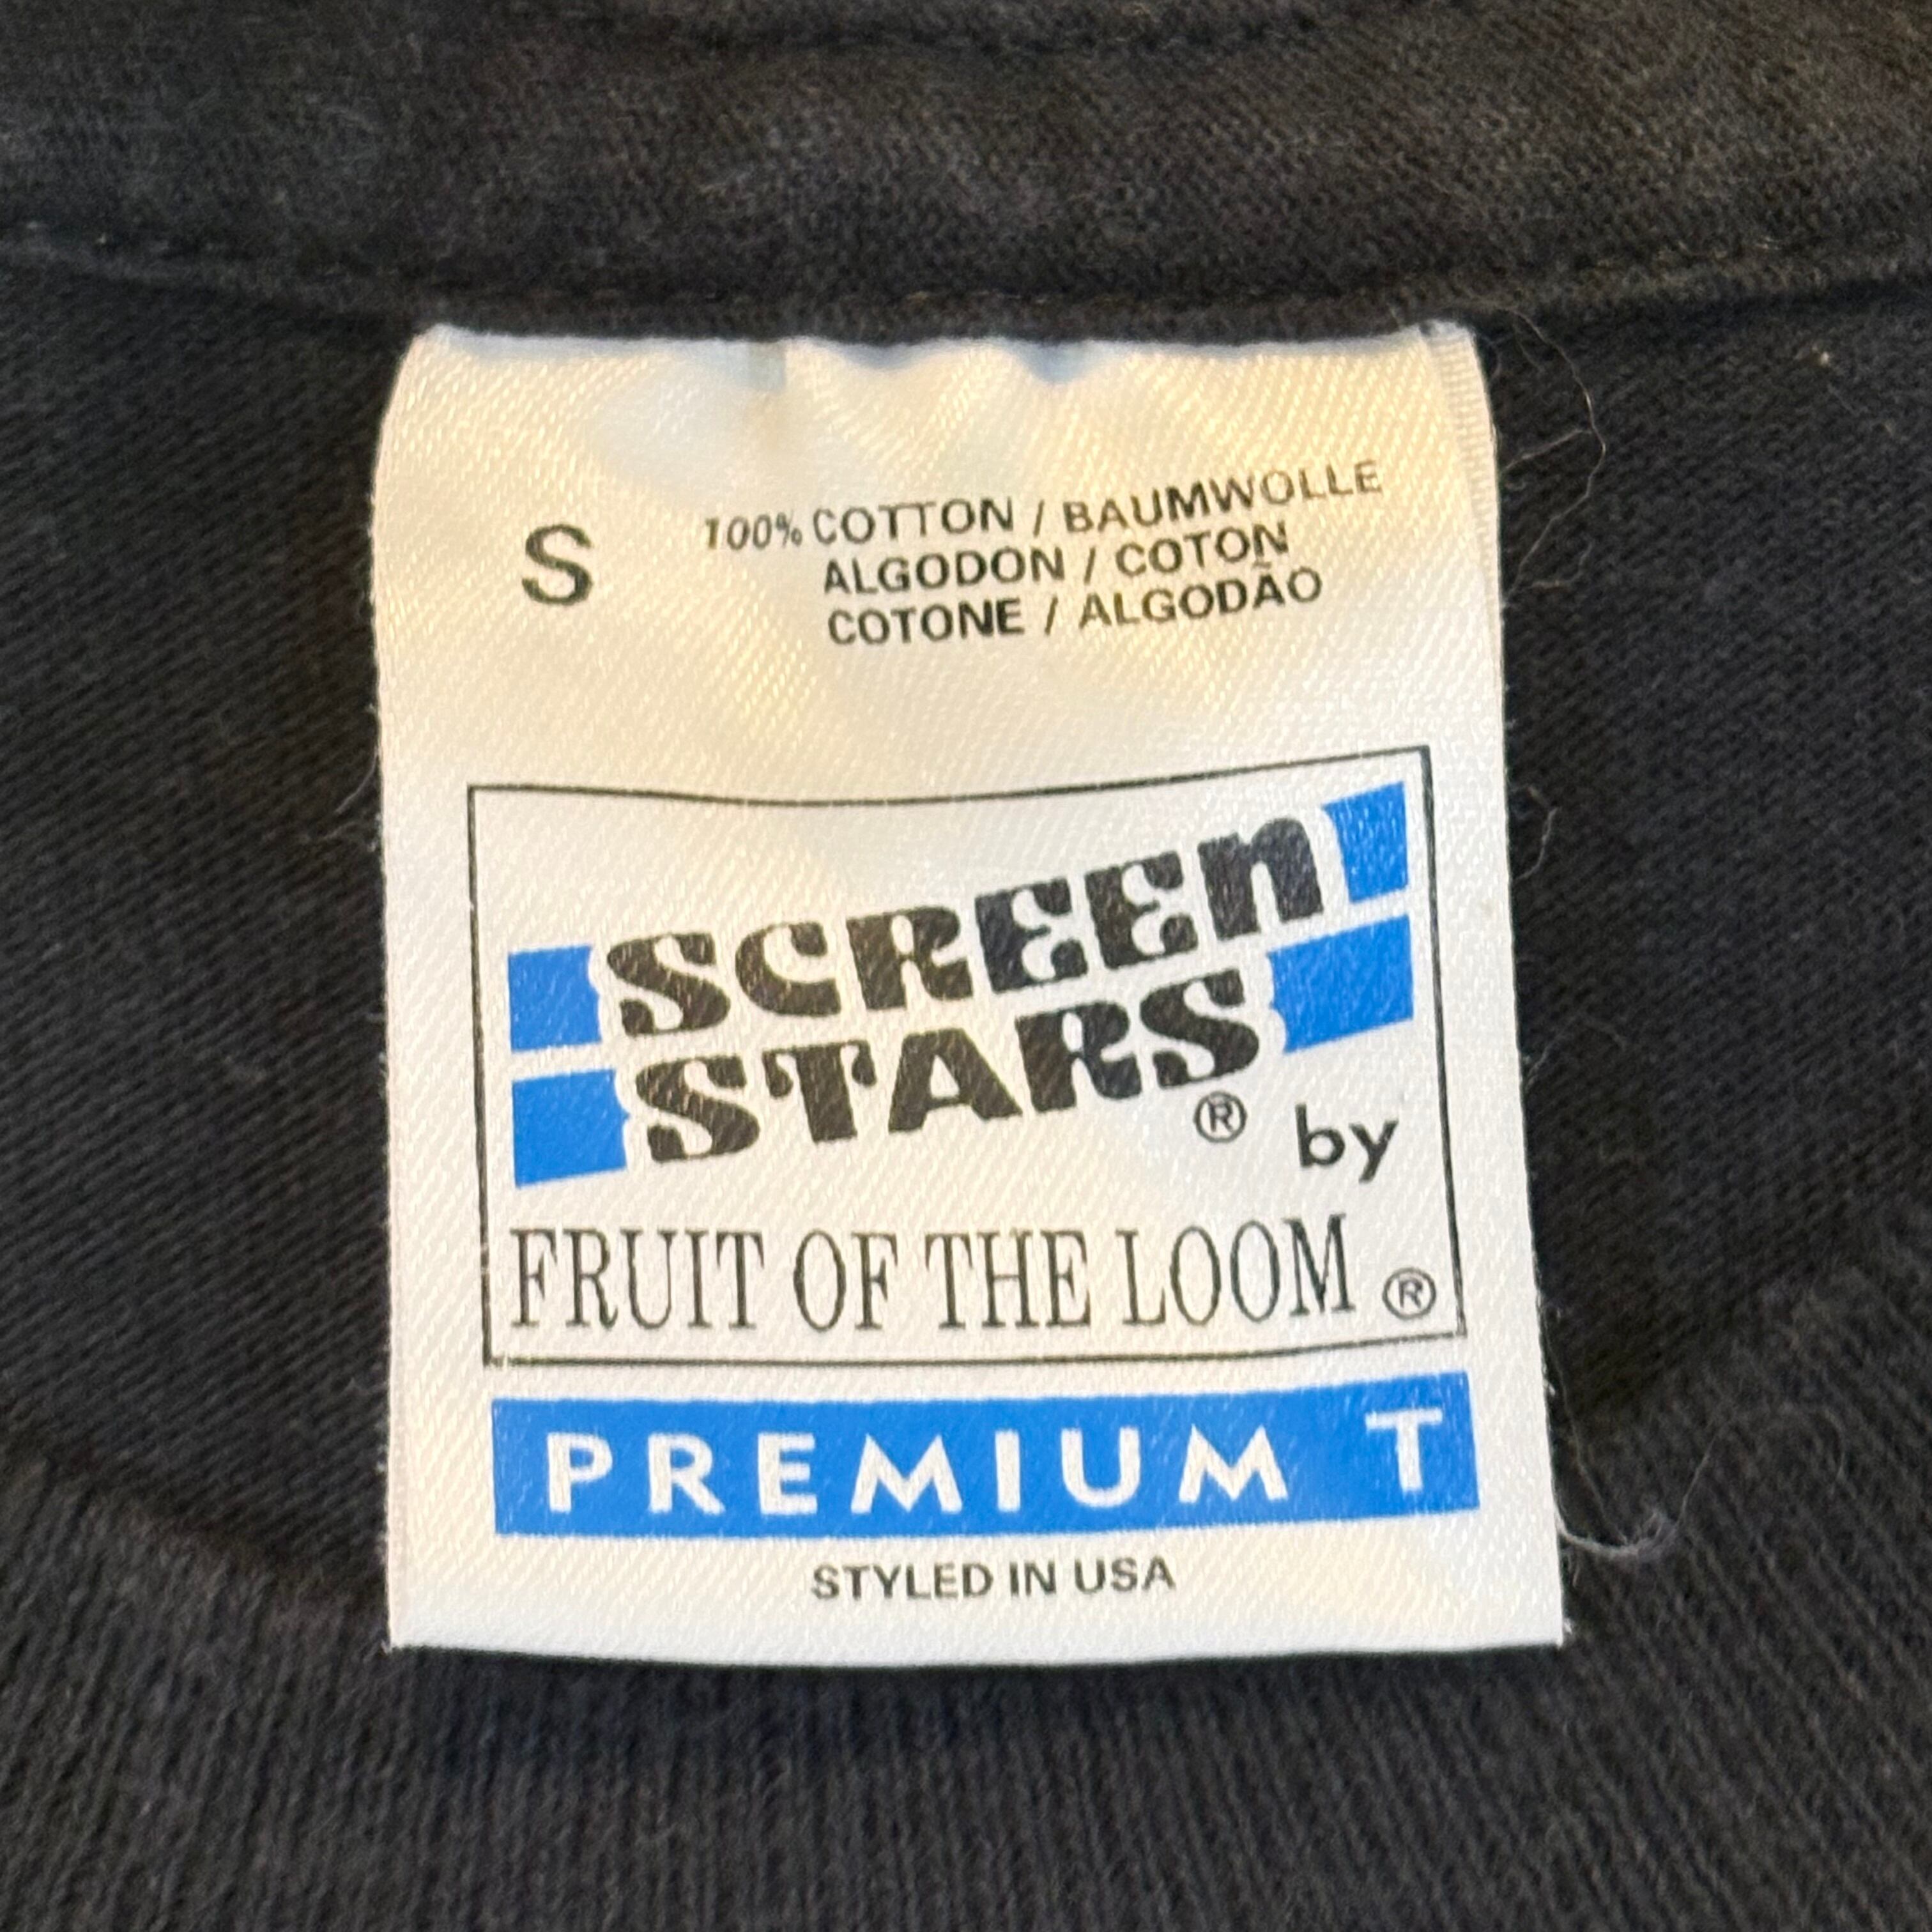 S
100% COTTON / BAUMWOLLE
ALGODON / COTON
COTONE / ALGODÃO
SCREEN
STARS ® by
FRUIT OF THE LOOM ®
PREMIUM T
STYLED IN USA